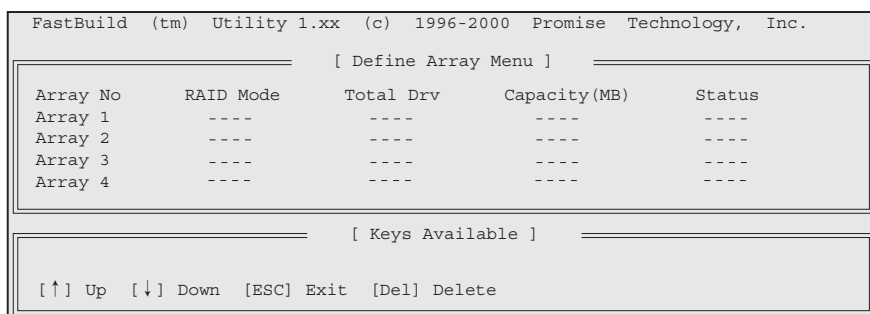 FastBuild (tm) Utility 1.xx (c) 1996-2000 Promise Technology, Inc.
[ Define Array Menu ]
Array No RAID Mode Total Drv Capacity(MB) Status
Array 1 ---- ---- ---- ----
Array 2 ---- ---- ---- ----
Array 3 ---- ---- ---- ----
Array 4 ---- ---- ---- ----
[ Keys Available ]
[↑] Up [↓] Down [ESC] Exit [Del] Delete